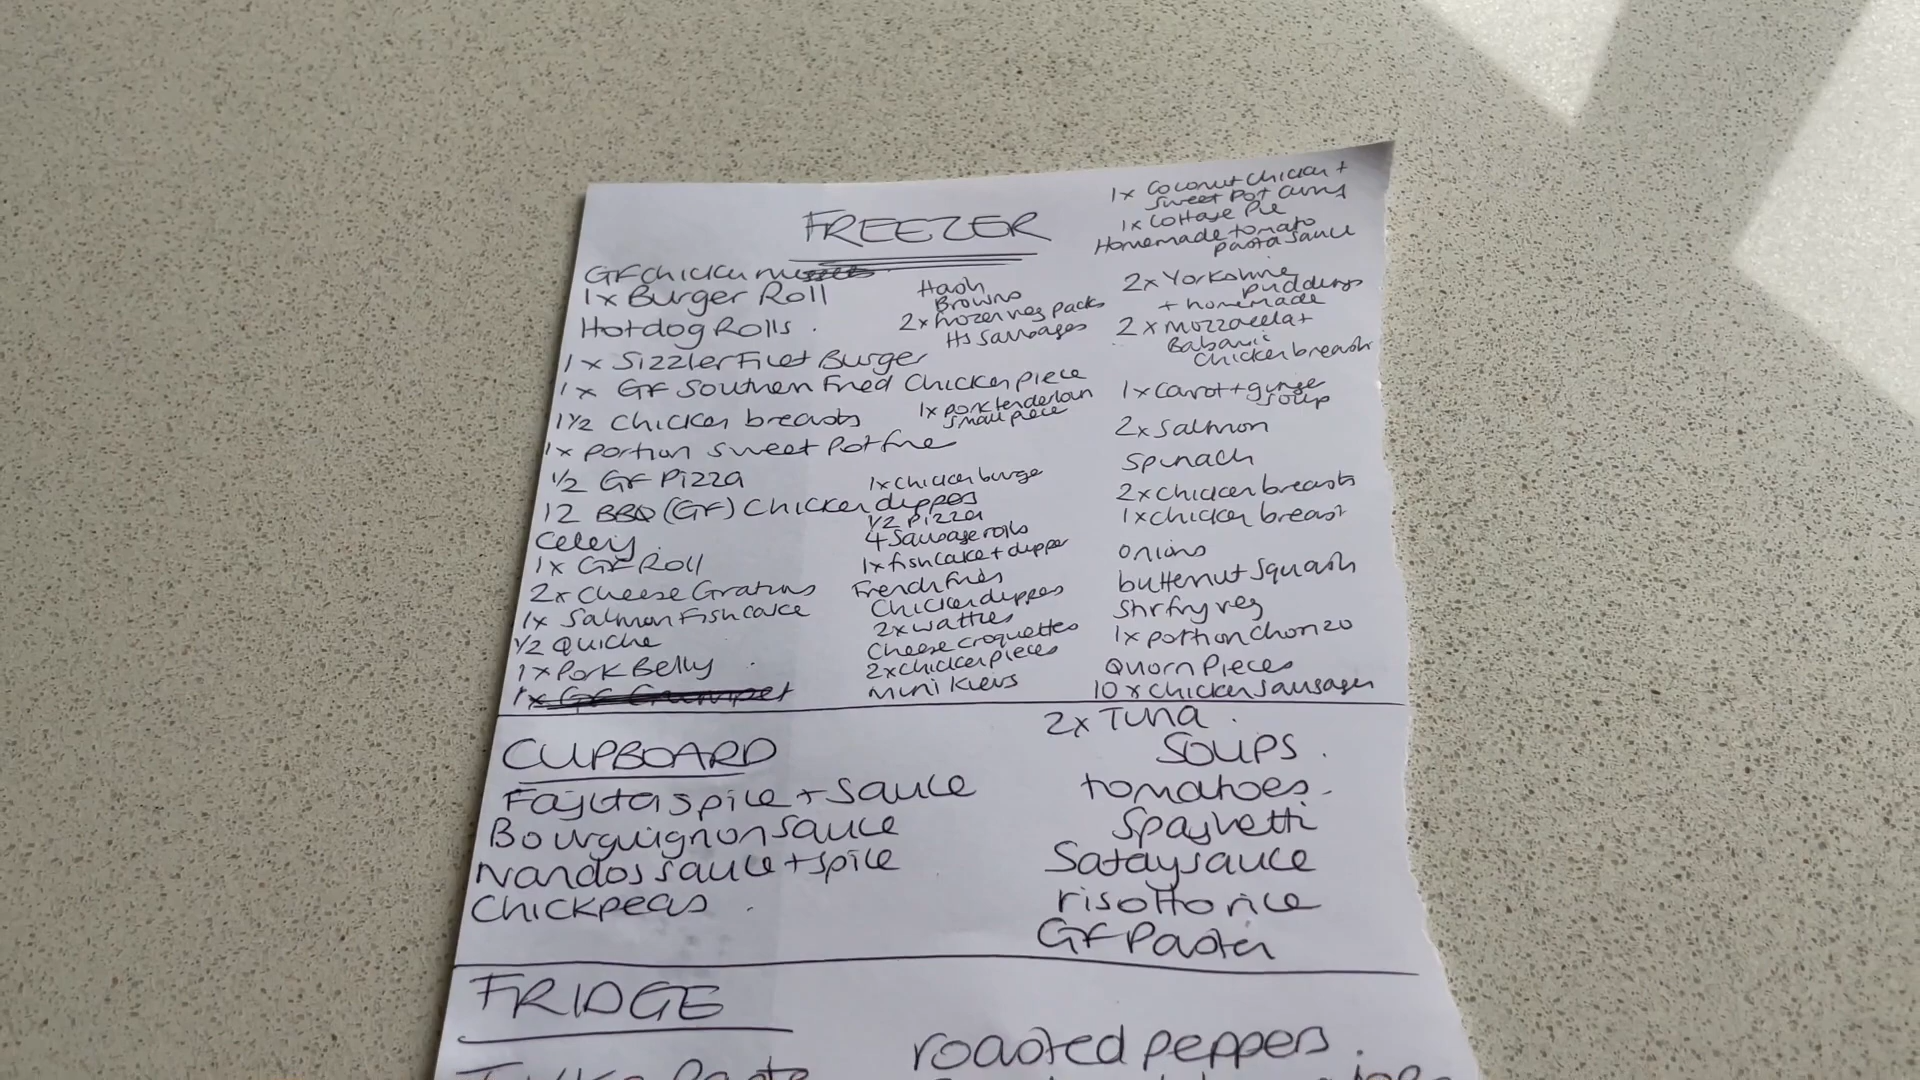 FREEZER
1x Coconut Chicken +
Sweet Pot Curry
1x Cottage Pie
Homemade tomato
pasta sauce
GF Chicken
1x Burger Roll
Hotdog Rolls
1x Sizzler Filet Burger
1x GF Southern Fried Chicken piece
1½ Chicken breasts
1x portion sweet Pot frie
½ GF Pizza
12 BBQ (GF) Chicken dippers
Celery
1x GF Roll
2x Cheese Gratins
1x Salmon Fishcake
½ Quiche
1x Pork Belly
1x GF Crumpet
Hash
Browns
2x frozen veg packs
H's Sausages
1x pork tenderloin
small piece
1x chicken burge
½ pizza
4 Sausage rolls
1x fishcake + dipper
French Fries
Chicken dippers
2x waffles
Cheese croquettes
2x chicken pieces
Mini Kievs
2x Yorkshire
puddings
+ homemade
2x mozzarella +
Chicken breasts
1x carrot + ginge
soup
2x salmon
Spinach
2x chicken breasts
1x chicken breast
onions
butternut squash
Stirfry veg
1x portion chorizo
Quorn Pieces
10x chicken sausages
CUPBOARD
Fajita spice + sauce
Bourguignon sauce
Nandos sauce + spice
Chickpeas
2x Tuna
SOUPS
tomatoes
Spaghetti
Satay sauce
risotto rice
GF Pasta
FRIDGE
roasted peppers